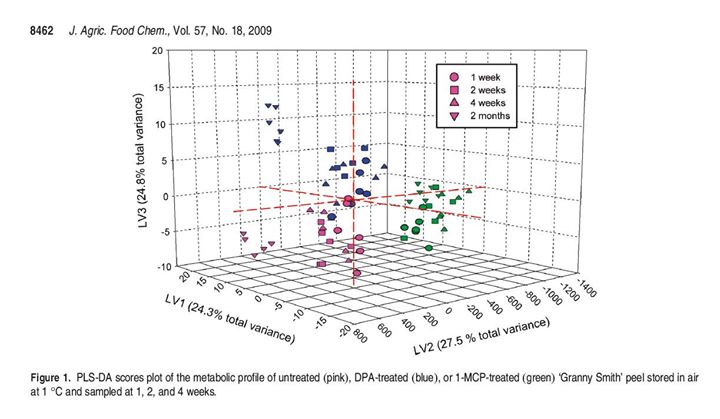 8462 J. Agric. Food Chem., Vol. 57, No. 18, 2009
20
15
10
5
0
-5
-10
LV3 (24.8% total variance)
1 week
2 weeks
4 weeks
2 months
20
15
10
5
0
-5
-10
-15
-20
LV1 (24.3% total variance)
800
600
400
200
0
-200
-400
-600
-800
-1000
-1200
-1400
LV2 (27.5 % total variance)
Figure 1. PLS-DA scores plot of the metabolic profile of untreated (pink), DPA-treated (blue), or 1-MCP-treated (green) 'Granny Smith' peel stored in air
at 1 °C and sampled at 1, 2, and 4 weeks.